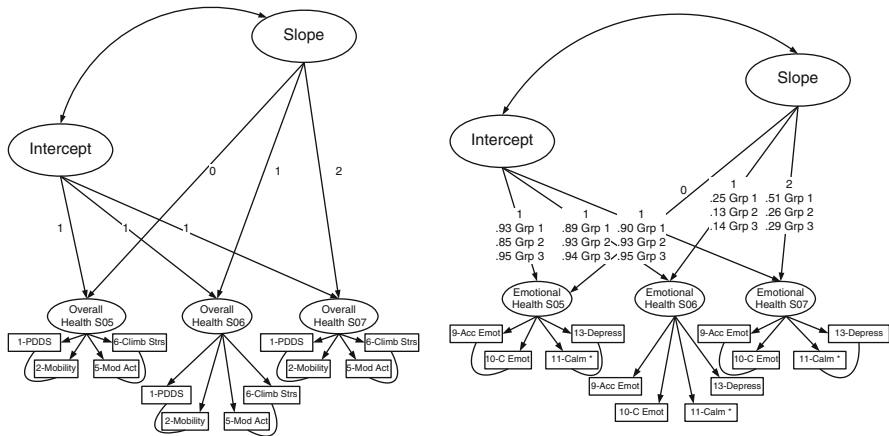 Slope
Intercept
0
1
2
1
1
1
Overall
Health S05
Overall
Health S06
Overall
Health S07
1-PDDS
6-Climb Strs
2-Mobility
5-Mod Act
1-PDDS
6-Climb Strs
2-Mobility
5-Mod Act
1-PDDS
6-Climb Strs
2-Mobility
5-Mod Act
Slope
Intercept
0
1
.25 Grp 1
.13 Grp 2
.14 Grp 3
2
.51 Grp 1
.26 Grp 2
.29 Grp 3
1
.93 Grp 1
.85 Grp 2
.95 Grp 3
1
.89 Grp 1
.93 Grp 2
.94 Grp 3
1
.90 Grp 1
.93 Grp 2
.95 Grp 3
Emotional
Health S05
Emotional
Health S06
Emotional
Health S07
9-Acc Emot
13-Depress
10-C Emot
11-Calm *
9-Acc Emot
13-Depress
10-C Emot
11-Calm *
9-Acc Emot
13-Depress
10-C Emot
11-Calm *